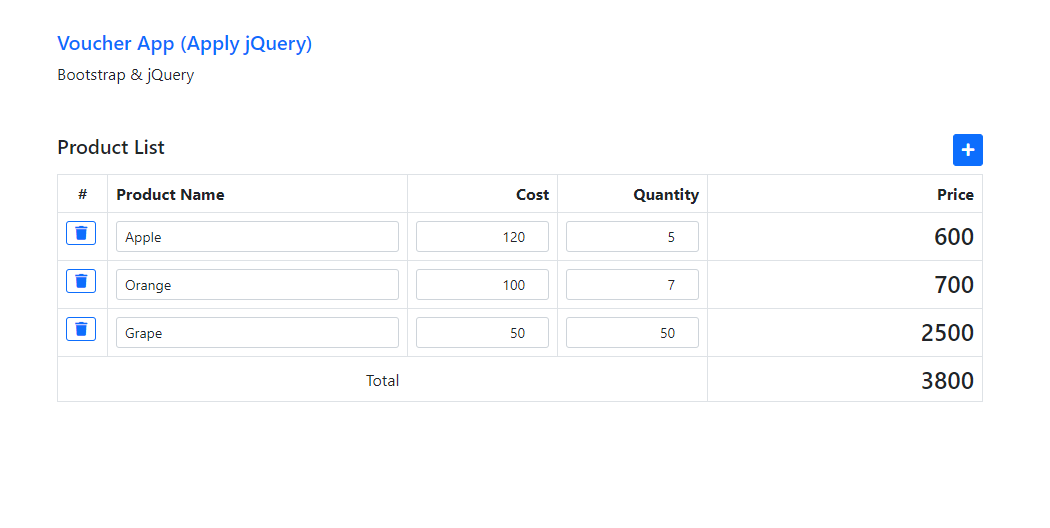 Voucher App (Apply jQuery)
Bootstrap & jQuery
Product List +
# Product Name Cost Quantity Price
Apple 120 5 600
Orange 100 7 700
Grape 50 50 2500
Total 3800